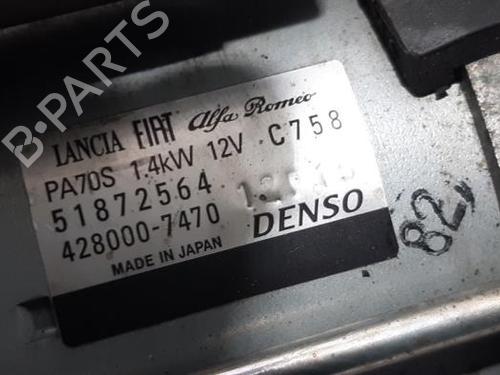 LANCIA FIAT Alfa Romeo
PA70S 1.4kW 12V C758
51872564
428000-7470 DENSO
MADE IN JAPAN
82
B-PARTS